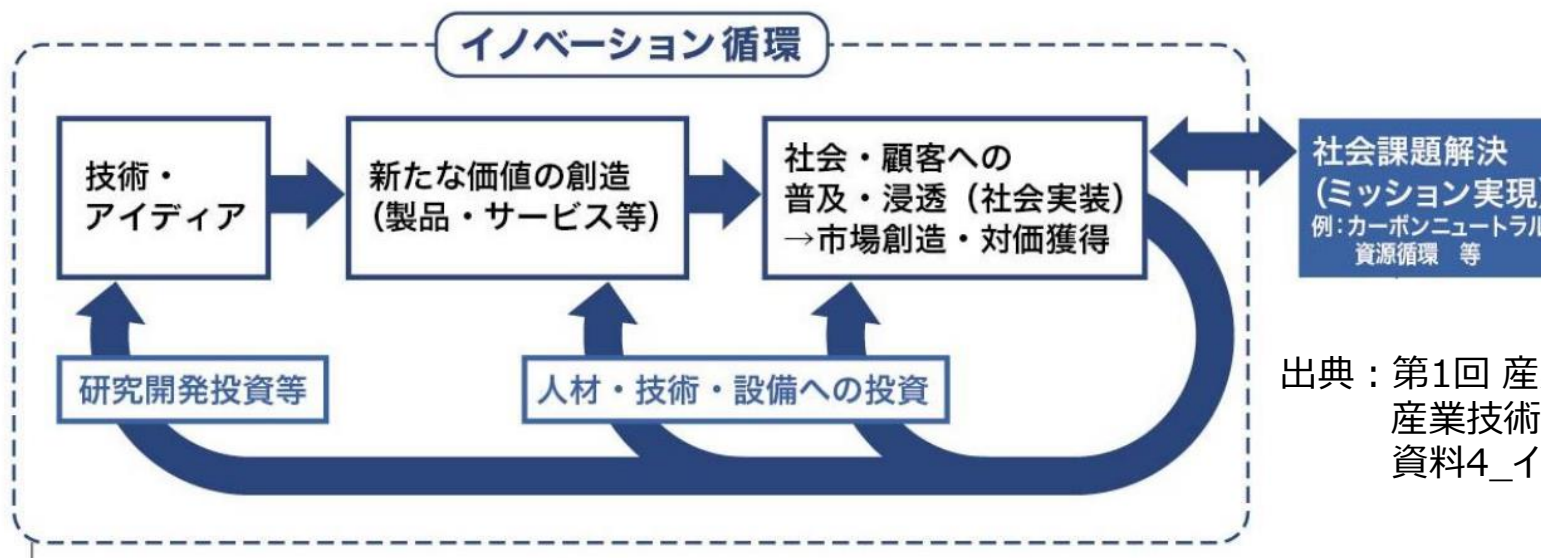 イノベーション循環
技術・
アイディア
新たな価値の創造
(製品・サービス等)
社会・顧客への
普及・浸透（社会実装）
→市場創造・対価獲得
社会課題解決
(ミッション実現)
例：カーボンニュートラル
資源循環　等
研究開発投資等
人材・技術・設備への投資
出典：第1回 産
産業技術
資料4_イ